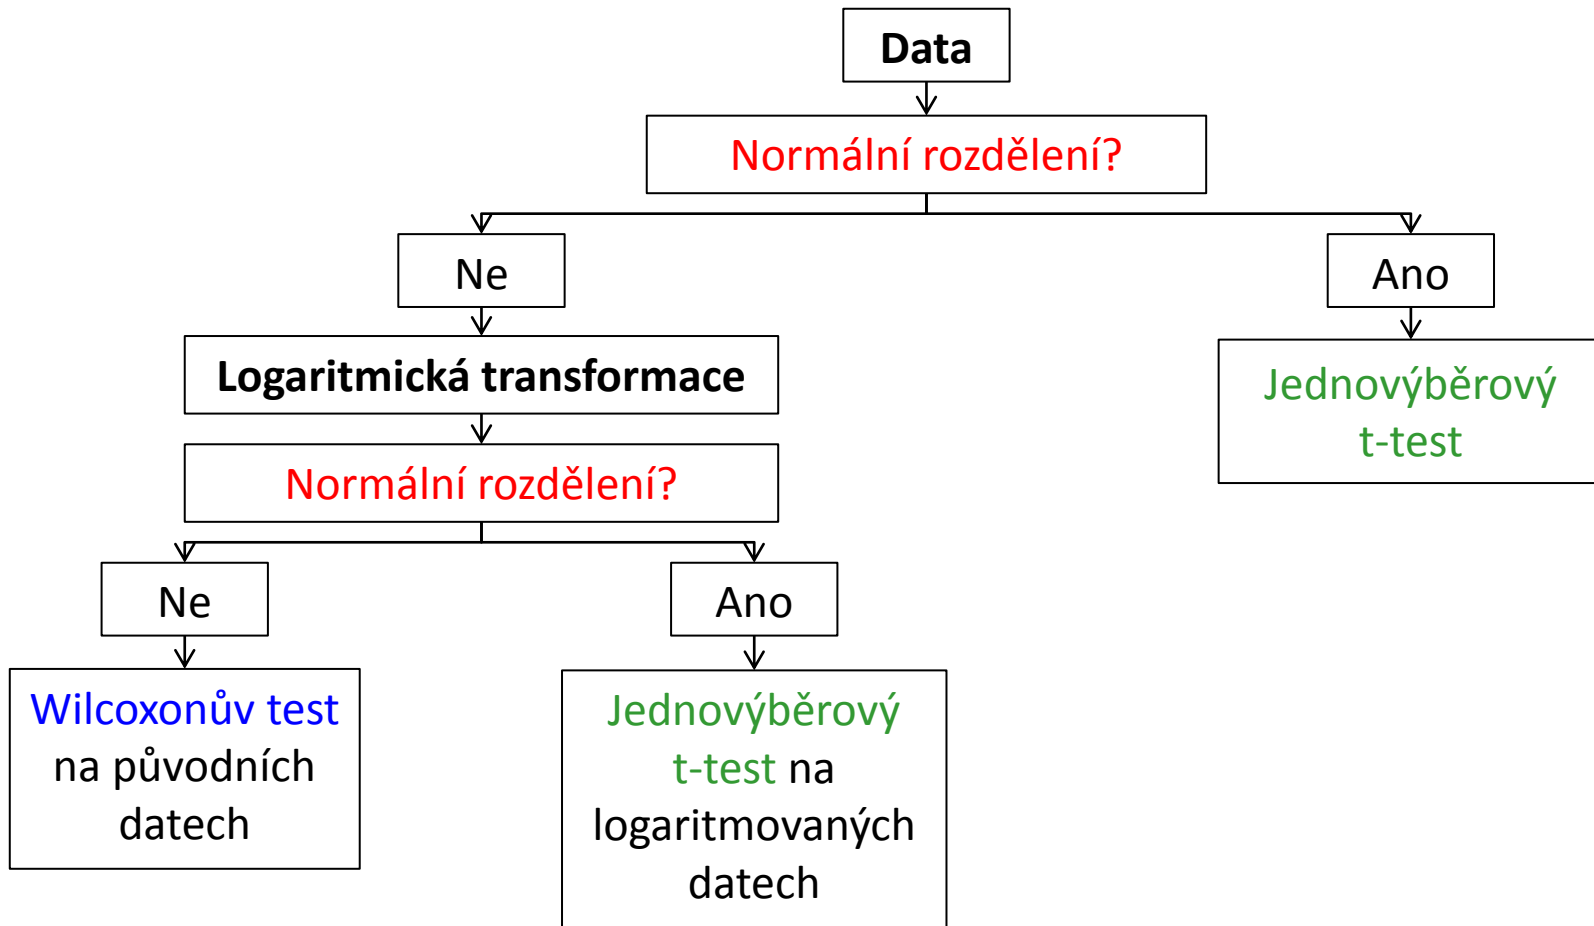 Data
Normální rozdělení?
Ne
Ano
Logaritmická transformace
Jednovýběrový
t-test
Normální rozdělení?
Ne
Ano
Wilcoxonův test
na původních
datech
Jednovýběrový
t-test na
logaritmovaných
datech